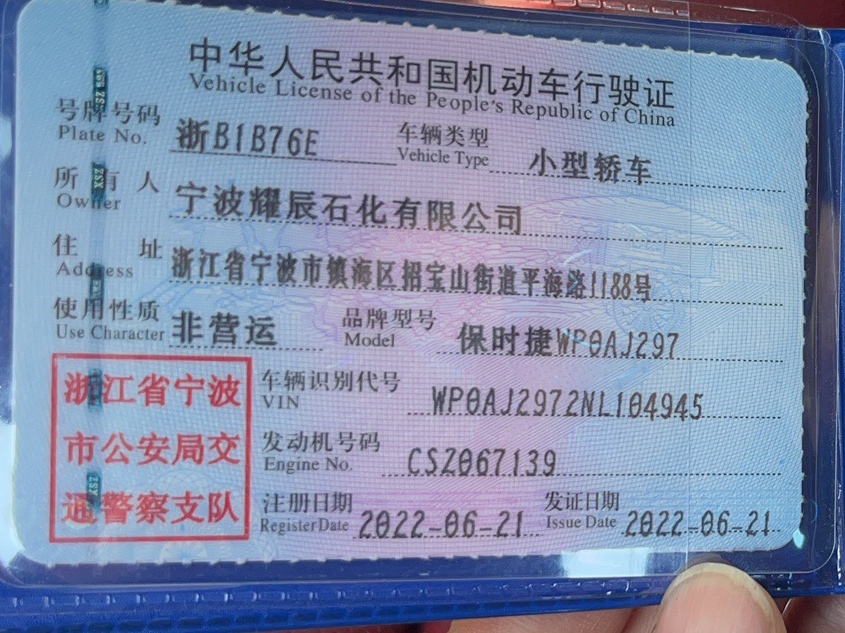 中华人民共和国机动车行驶证
Vehicle License of the People's Republic of China
号牌号码 浙B1B76E 车辆类型 小型轿车
Plate No. Vehicle Type
所有人 宁波耀辰石化有限公司
Owner
住址 浙江省宁波市镇海区招宝山街道平海路1188号
Address
使用性质 非营运 品牌型号 保时捷WP0AJ297
Use Character Model
浙江省宁波
市公安局交
通警察支队
车辆识别代号 WP0AJ2972NL104945
VIN
发动机号码 CSZ067139
Engine No.
注册日期 2022-06-21 发证日期 2022-06-21
Register Date Issue Date